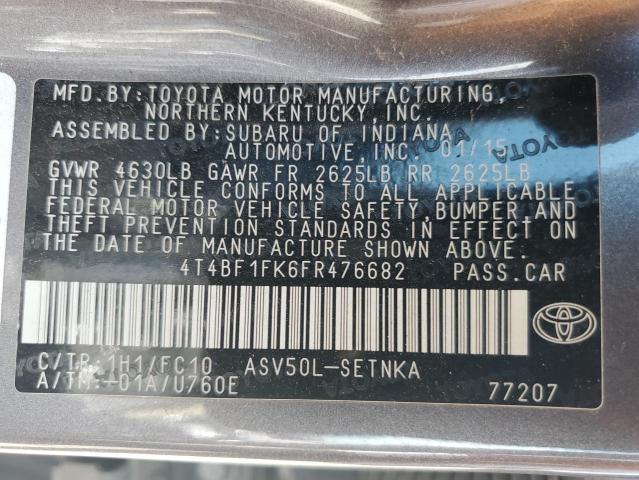 MFD.BY:TOYOTA MOTOR MANUFACTURING,
NORTHERN KENTUCKY,INC.
ASSEMBLED BY:SUBARU OF INDIANA
AUTOMOTIVE,INC. 01/15
GVWR 4630LB GAWR FR 2625LB RR 2625LB
THIS VEHICLE CONFORMS TO ALL APPLICABLE
FEDERAL MOTOR VEHICLE SAFETY,BUMPER,AND
THEFT PREVENTION STANDARDS IN EFFECT ON
THE DATE OF MANUFACTURE SHOWN ABOVE.
4T4BF1FK6FR476682 PASS.CAR
C/TR:1H1/FC10 ASV50L-SETNKA
A/TM:-01A/U760E 77207